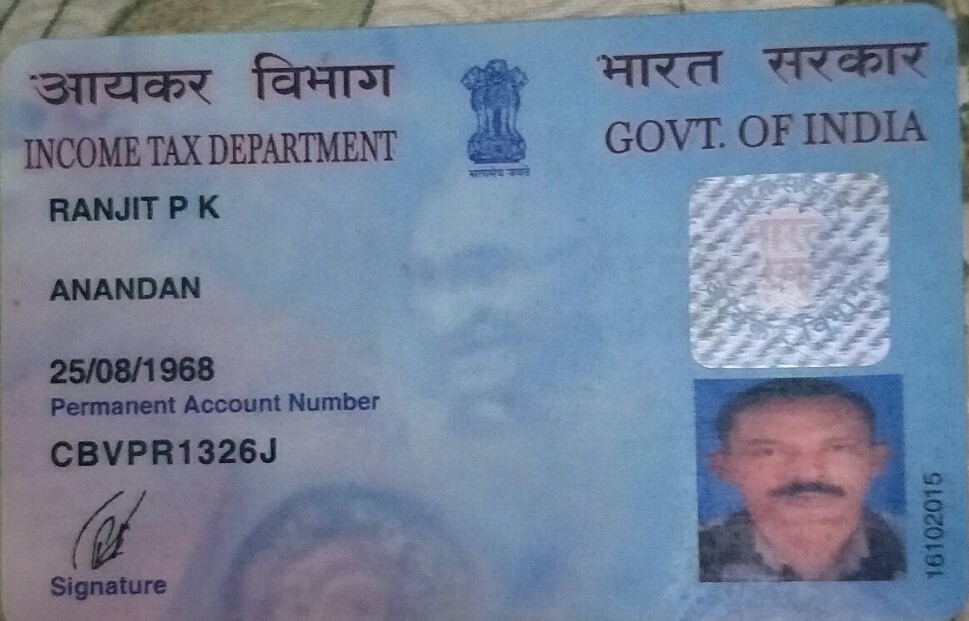 आयकर विभाग
भारत सरकार
INCOME TAX DEPARTMENT
GOVT. OF INDIA
सत्यमेव जयते
RANJIT P K
ANANDAN
25/08/1968
Permanent Account Number
CBVPR1326J
Signature
16102015